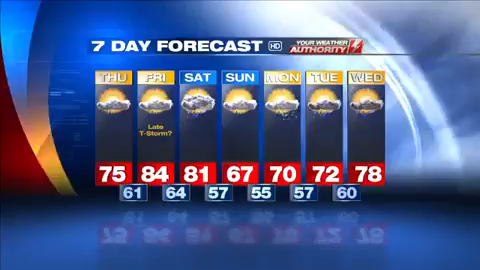 7 DAY FORECAST HD YOUR WEATHER
AUTHORITY
THU FRI SAT SUN MON TUE WED
Late
T-Storm?
75 84 81 67 70 72 78
61 64 57 55 57 60